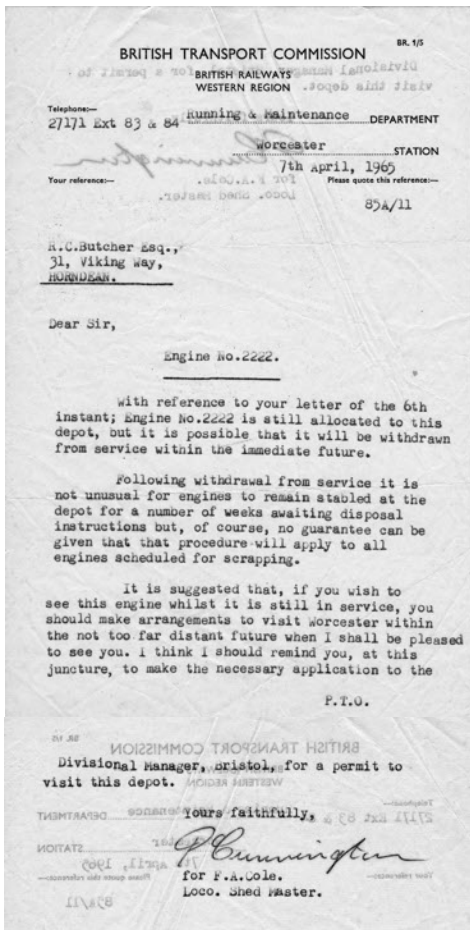 BR. 1/5
BRITISH TRANSPORT COMMISSION
BRITISH RAILWAYS
WESTERN REGION
Telephone:—
27171 Ext 83 & 84 Running & Maintenance DEPARTMENT
Worcester STATION
7th April, 1965
Your reference:— Please quote this reference:—
85A/11
R.C.Butcher Esq.,
31, Viking Way,
HORNDEAN.
Dear Sir,
Engine No.2222.
With reference to your letter of the 6th
instant; Engine No.2222 is still allocated to this
depot, but it is possible that it will be withdrawn
from service within the immediate future.
Following withdrawal from service it is
not unusual for engines to remain stabled at the
depot for a number of weeks awaiting disposal
instructions but, of course, no guarantee can be
given that that procedure will apply to all
engines scheduled for scrapping.
It is suggested that, if you wish to
see this engine whilst it is still in service, you
should make arrangements to visit Worcester within
the not too far distant future when I shall be pleased
to see you. I think I should remind you, at this
juncture, to make the necessary application to the
P.T.O.
Divisional Manager, Bristol, for a permit to
visit this depot.
Yours faithfully,
P Cunnington
for F.A.Cole.
Loco. Shed Master.